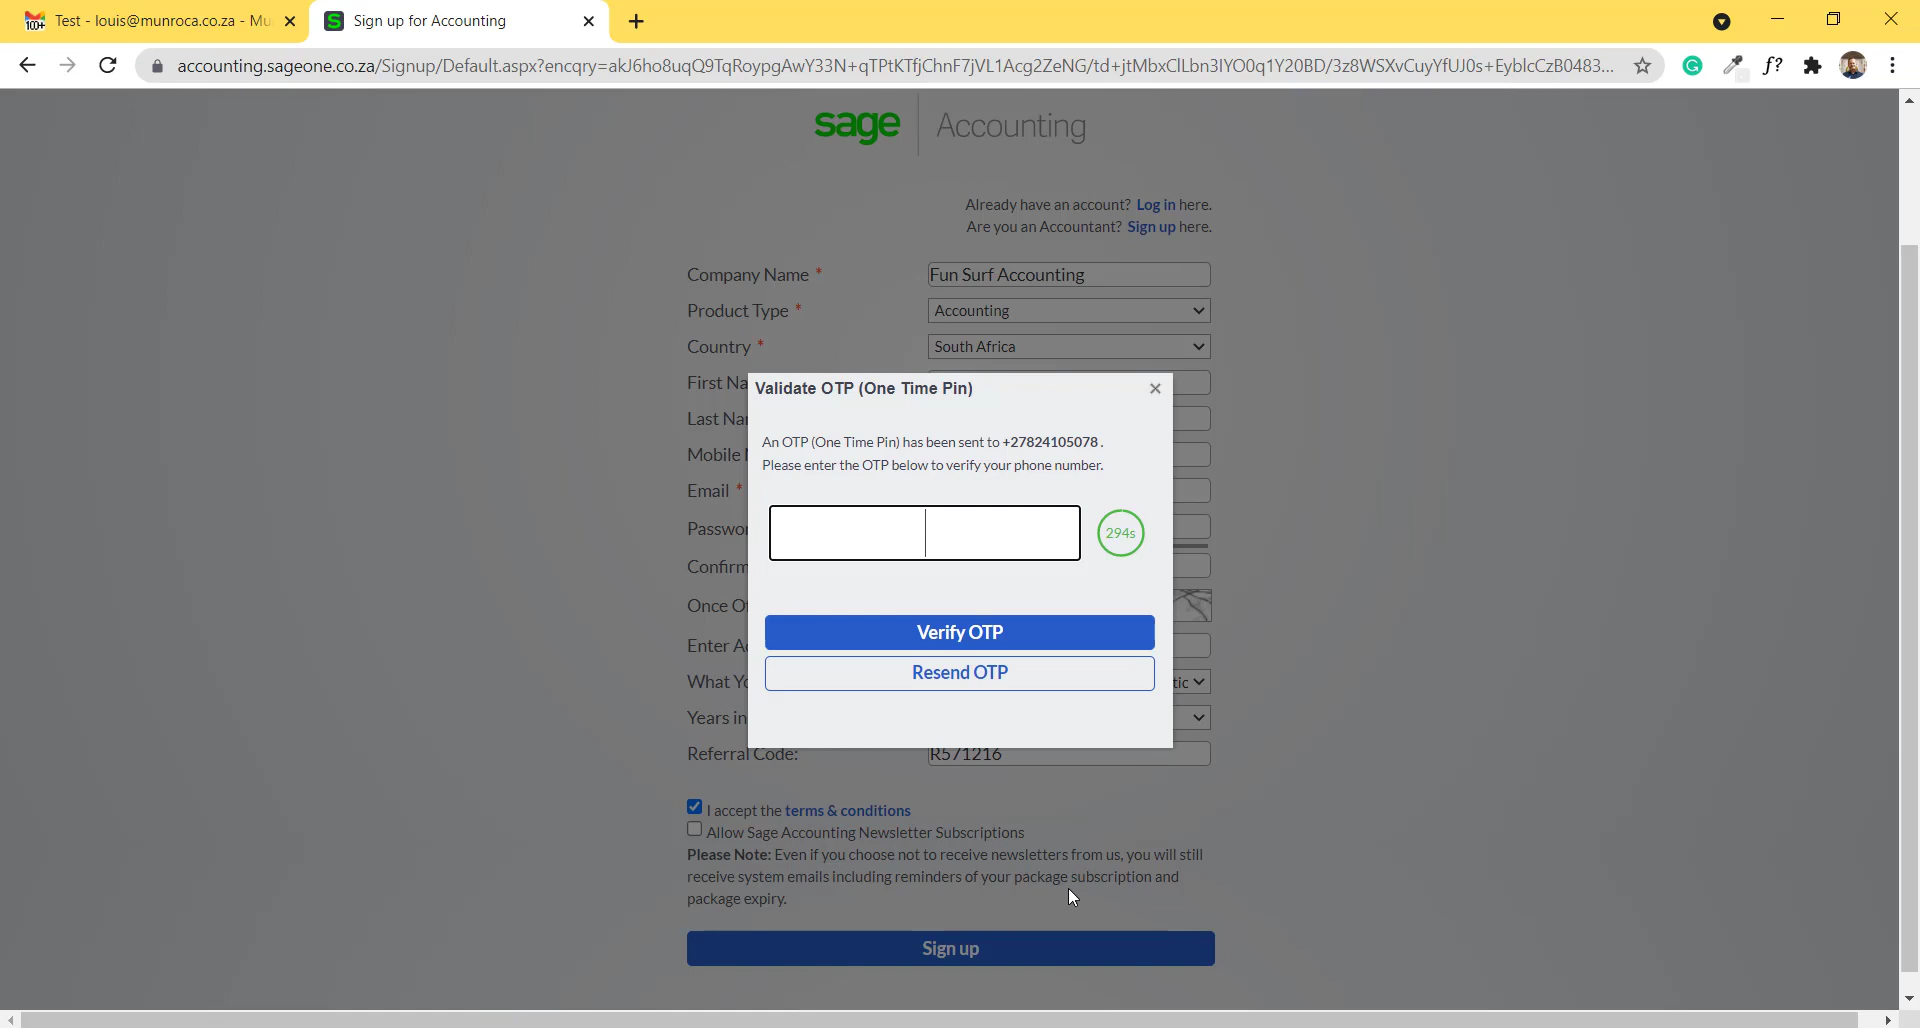 Test - louis@munroca.co.za - Mu
Sign up for Accounting
accounting.sageone.co.za/Signup/Default.aspx?encqry=akJ6ho8uqQ9TqRoypgAwY33N+qTPtKTfjChnF7jVL1Acg2ZeNG/td+jtMbxClLbn3IYO0q1Y20BD/3z8WSXvCuyYfUJ0s+EyblcCzB0483...
f?
sage Accounting
Already have an account? Log in here.
Are you an Accountant? Sign up here.
Company Name * Fun Surf Accounting
Product Type * Accounting
Country * South Africa
First Na
Last Nar
Mobile
Email *
Passwor
Confirm
Once Of
Enter Ac
What Yo
tic
Years in
Referral Code: R571216
Validate OTP (One Time Pin)
An OTP (One Time Pin) has been sent to +27824105078 .
Please enter the OTP below to verify your phone number.
294s
Verify OTP
Resend OTP
I accept the terms & conditions
Allow Sage Accounting Newsletter Subscriptions
Please Note: Even if you choose not to receive newsletters from us, you will still
receive system emails including reminders of your package subscription and
package expiry.
Sign up